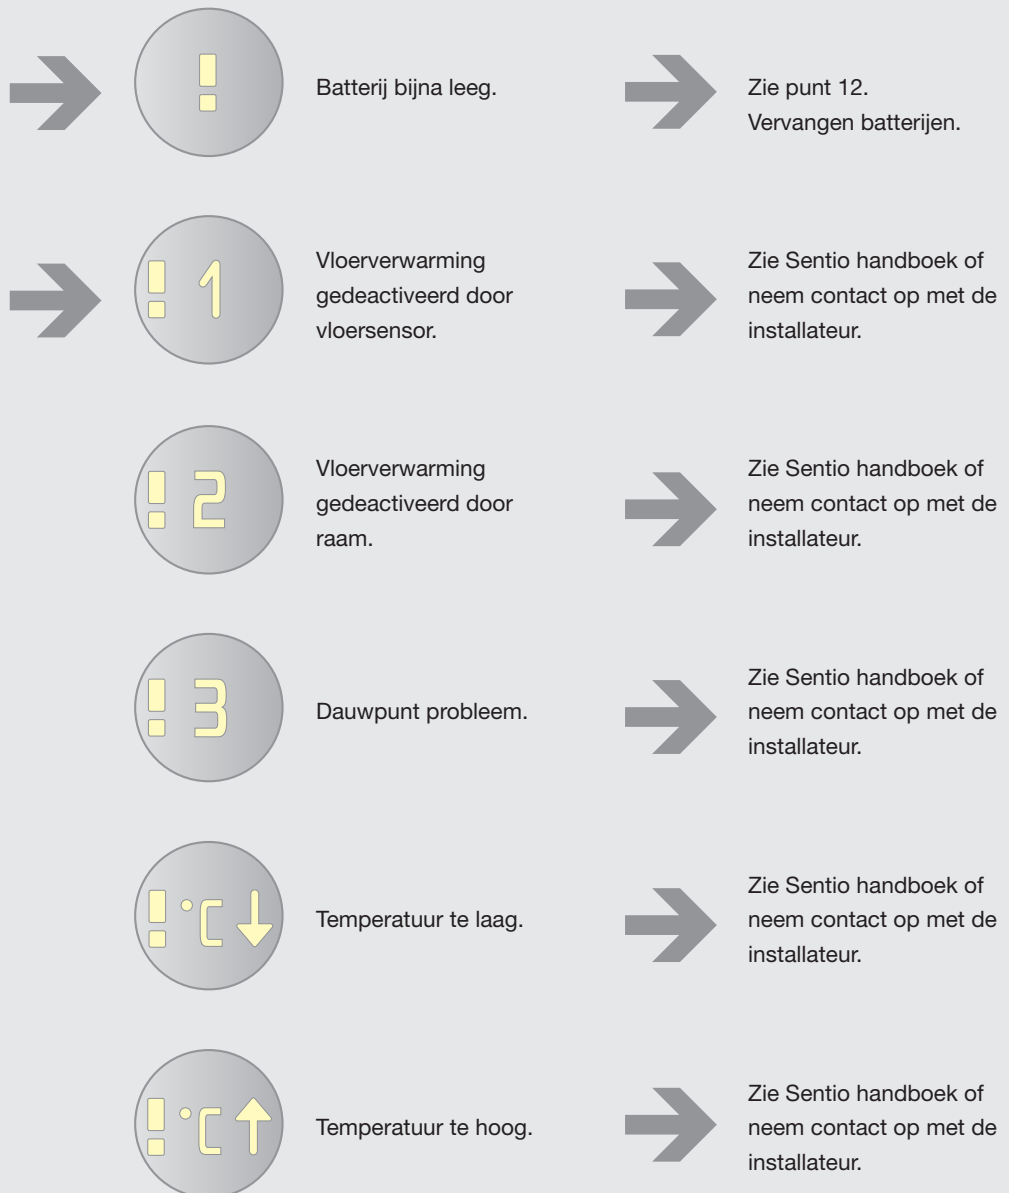 !
Batterij bijna leeg.
Zie punt 12.
Vervangen batterijen.
! 1
Vloerverwarming
gedeactiveerd door
vloersensor.
Zie Sentio handboek of
neem contact op met de
installateur.
! 2
Vloerverwarming
gedeactiveerd door
raam.
Zie Sentio handboek of
neem contact op met de
installateur.
! 3
Dauwpunt probleem.
Zie Sentio handboek of
neem contact op met de
installateur.
! °C ↓
Temperatuur te laag.
Zie Sentio handboek of
neem contact op met de
installateur.
! °C ↑
Temperatuur te hoog.
Zie Sentio handboek of
neem contact op met de
installateur.